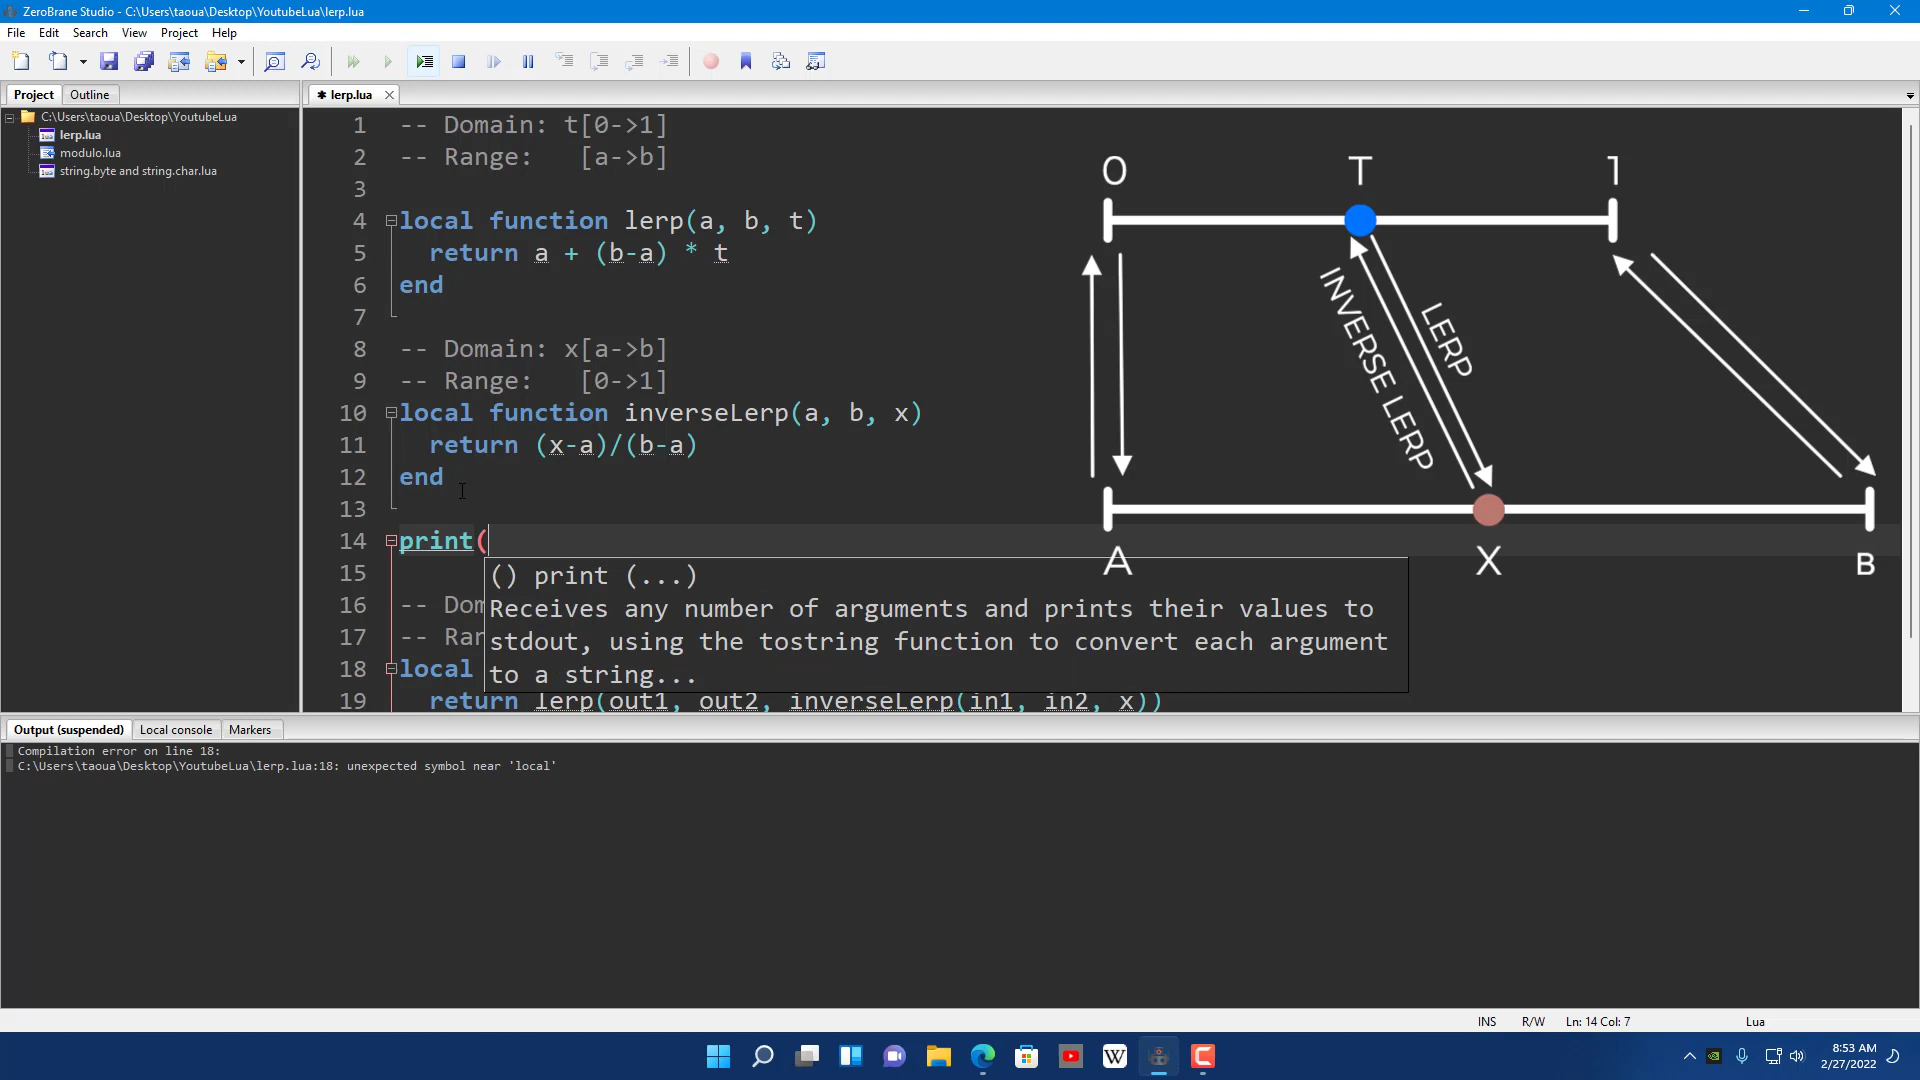 ZeroBrane Studio - C:\Users\taoua\Desktop\YoutubeLua\lerp.lua
File Edit Search View Project Help
Project Outline
C:\Users\taoua\Desktop\YoutubeLua
lerp.lua
modulo.lua
string.byte and string.char.lua
✱ lerp.lua
1 -- Domain: t[0->1]
2 -- Range:   [a->b]
3
4 local function lerp(a, b, t)
5 return a + (b-a) * t
6 end
7
8 -- Domain: x[a->b]
9 -- Range:   [0->1]
10 local function inverseLerp(a, b, x)
11 return (x-a)/(b-a)
12 end
13
14 print(
15
16 -- Dom
17 -- Ran
18 local
19 return lerp(out1, out2, inverseLerp(in1, in2, x))
() print (...)
Receives any number of arguments and prints their values to
stdout, using the tostring function to convert each argument
to a string...
0 T 1
INVERSE LERP
LERP
A X B
Output (suspended) Local console Markers
Compilation error on line 18:
C:\Users\taoua\Desktop\YoutubeLua\lerp.lua:18: unexpected symbol near 'local'
INS R/W Ln: 14 Col: 7 Lua
W
8:53 AM
2/27/2022